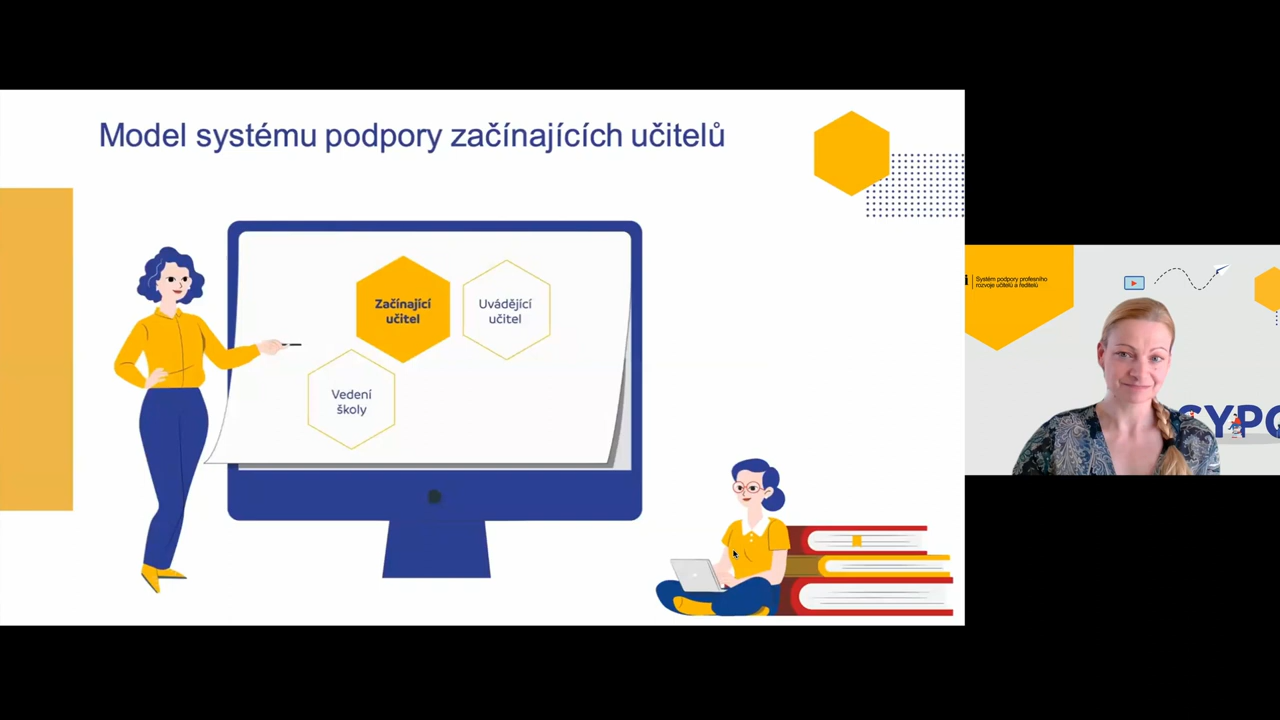 Model systému podpory začínajících učitelů
Začínající
učitel
Uvádějící
učitel
Vedení
školy
Systém podpory profesního
rozvoje učitelů a ředitelů
SYPO